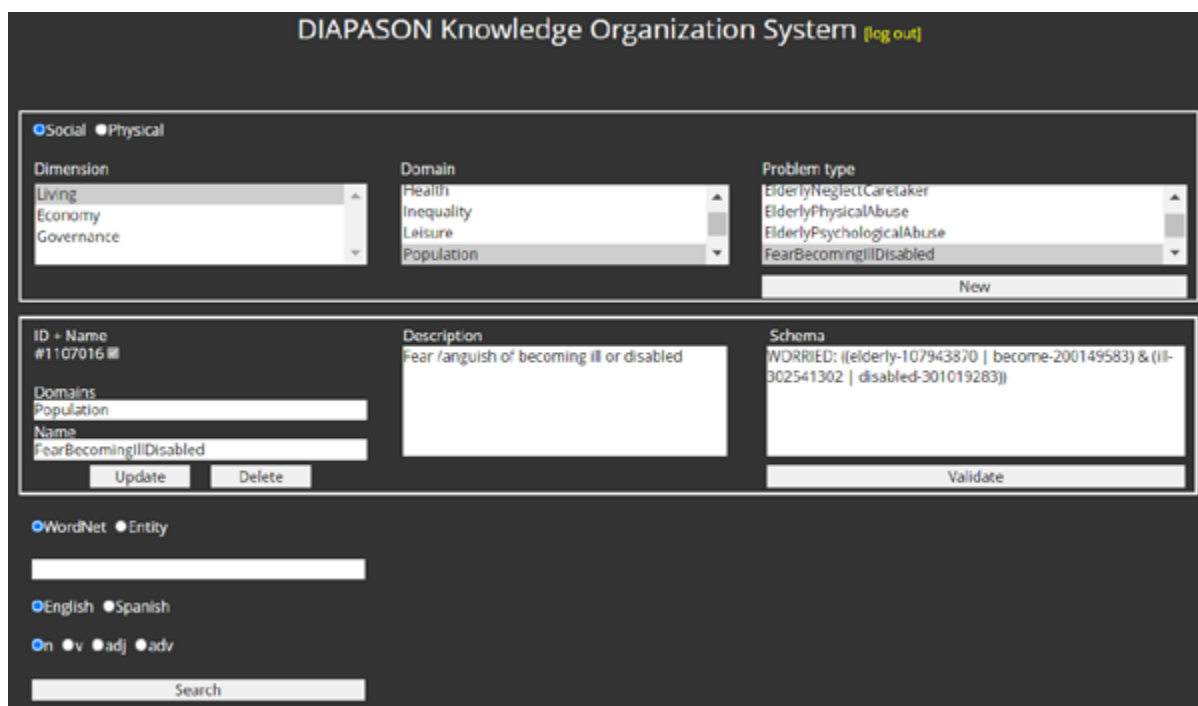 DIAPASON Knowledge Organization System [log out]
Social Physical
Dimension
Living
Economy
Governance
Domain
Health
Inequality
Leisure
Population
Problem type
ElderlyNeglectCaretaker
ElderlyPhysicalAbuse
ElderlyPsychologicalAbuse
FearBecomingIllDisabled
New
ID + Name
#1107016
Domains
Population
Name
FearBecomingIllDisabled
Update Delete
Description
Fear /anguish of becoming ill or disabled
Schema
WORRIED: ((elderly-107943870 | become-200149583) & (ill-
302541302 | disabled-301019283))
Validate
WordNet Entity
English Spanish
n v adj adv
Search